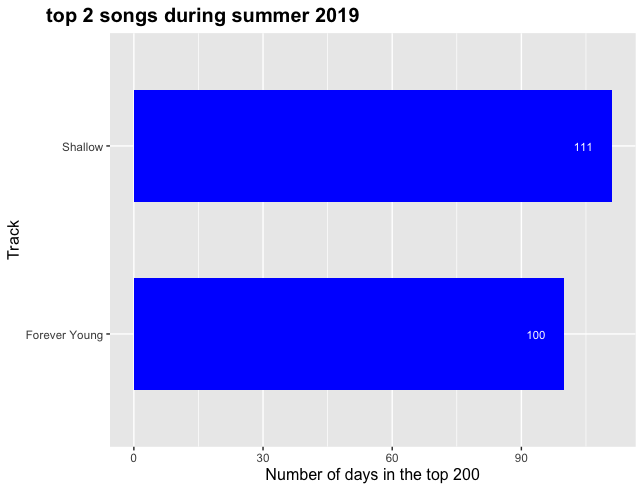 top 2 songs during summer 2019
Track
Shallow
111
Forever Young
100
0 30 60 90
Number of days in the top 200